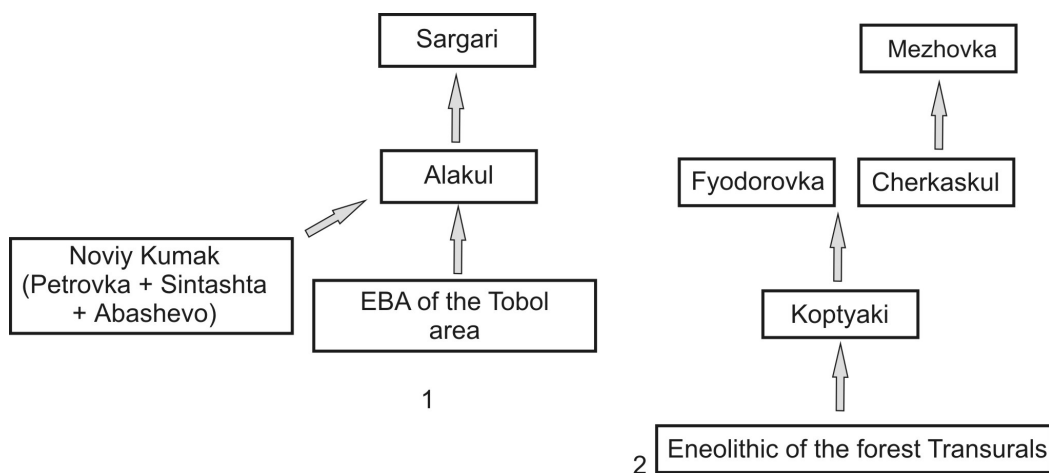 Sargari
Alakul
Noviy Kumak
(Petrovka + Sintashta
+ Abashevo)
EBA of the Tobol
area
1
Mezhovka
Fyodorovka
Cherkaskul
Koptyaki
Eneolithic of the forest Transurals
2